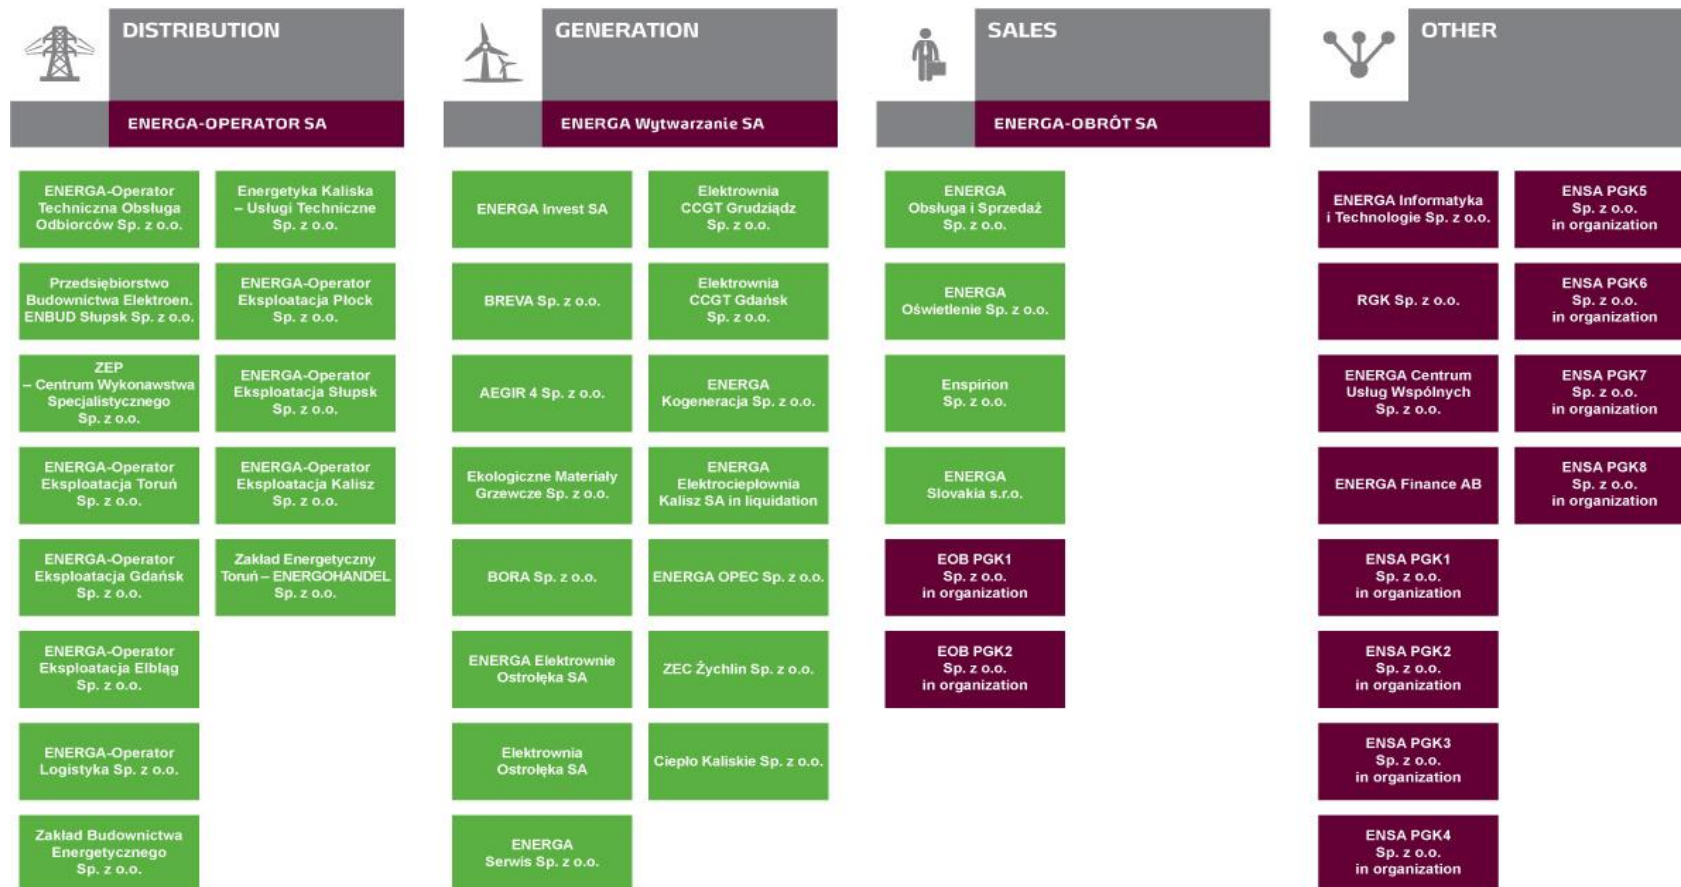 DISTRIBUTION
ENERGA-OPERATOR SA
ENERGA-Operator
Techniczna Obsługa
Odbiorców Sp. z o.o.
Energetyka Kaliska
– Usługi Techniczne
Sp. z o.o.
Przedsiębiorstwo
Budownictwa Elektroen.
ENBUD Słupsk Sp. z o.o.
ENERGA-Operator
Eksploatacja Płock
Sp. z o.o.
ZEP
– Centrum Wykonawstwa
Specjalistycznego
Sp. z o.o.
ENERGA-Operator
Eksploatacja Słupsk
Sp. z o.o.
ENERGA-Operator
Eksploatacja Toruń
Sp. z o.o.
ENERGA-Operator
Eksploatacja Kalisz
Sp. z o.o.
ENERGA-Operator
Eksploatacja Gdańsk
Sp. z o.o.
Zakład Energetyczny
Toruń – ENERGOHANDEL
Sp. z o.o.
ENERGA-Operator
Eksploatacja Elbląg
Sp. z o.o.
ENERGA-Operator
Logistyka Sp. z o.o.
Zakład Budownictwa
Energetycznego
Sp. z o.o.
GENERATION
ENERGA Wytwarzanie SA
ENERGA Invest SA
Elektrownia
CCGT Grudziądz
Sp. z o.o.
BREVA Sp. z o.o.
Elektrownia
CCGT Gdańsk
Sp. z o.o.
AEGIR 4 Sp. z o.o.
ENERGA
Kogeneracja Sp. z o.o.
Ekologiczne Materiały
Grzewcze Sp. z o.o.
ENERGA
Elektrociepłownia
Kalisz SA in liquidation
BORA Sp. z o.o.
ENERGA OPEC Sp. z o.o.
ENERGA Elektrownie
Ostrołęka SA
ZEC Żychlin Sp. z o.o.
Elektrownia
Ostrołęka SA
Ciepło Kaliskie Sp. z o.o.
ENERGA
Serwis Sp. z o.o.
SALES
ENERGA-OBRÓT SA
ENERGA
Obsługa i Sprzedaż
Sp. z o.o.
ENERGA
Oświetlenie Sp. z o.o.
Enspirion
Sp. z o.o.
ENERGA
Slovakia s.r.o.
EOB PGK1
Sp. z o.o.
in organization
EOB PGK2
Sp. z o.o.
in organization
OTHER
ENERGA Informatyka
i Technologie Sp. z o.o.
ENSA PGK5
Sp. z o.o.
in organization
RGK Sp. z o.o.
ENSA PGK6
Sp. z o.o.
in organization
ENERGA Centrum
Usług Wspólnych
Sp. z o.o.
ENSA PGK7
Sp. z o.o.
in organization
ENERGA Finance AB
ENSA PGK8
Sp. z o.o.
in organization
ENSA PGK1
Sp. z o.o.
in organization
ENSA PGK2
Sp. z o.o.
in organization
ENSA PGK3
Sp. z o.o.
in organization
ENSA PGK4
Sp. z o.o.
in organization